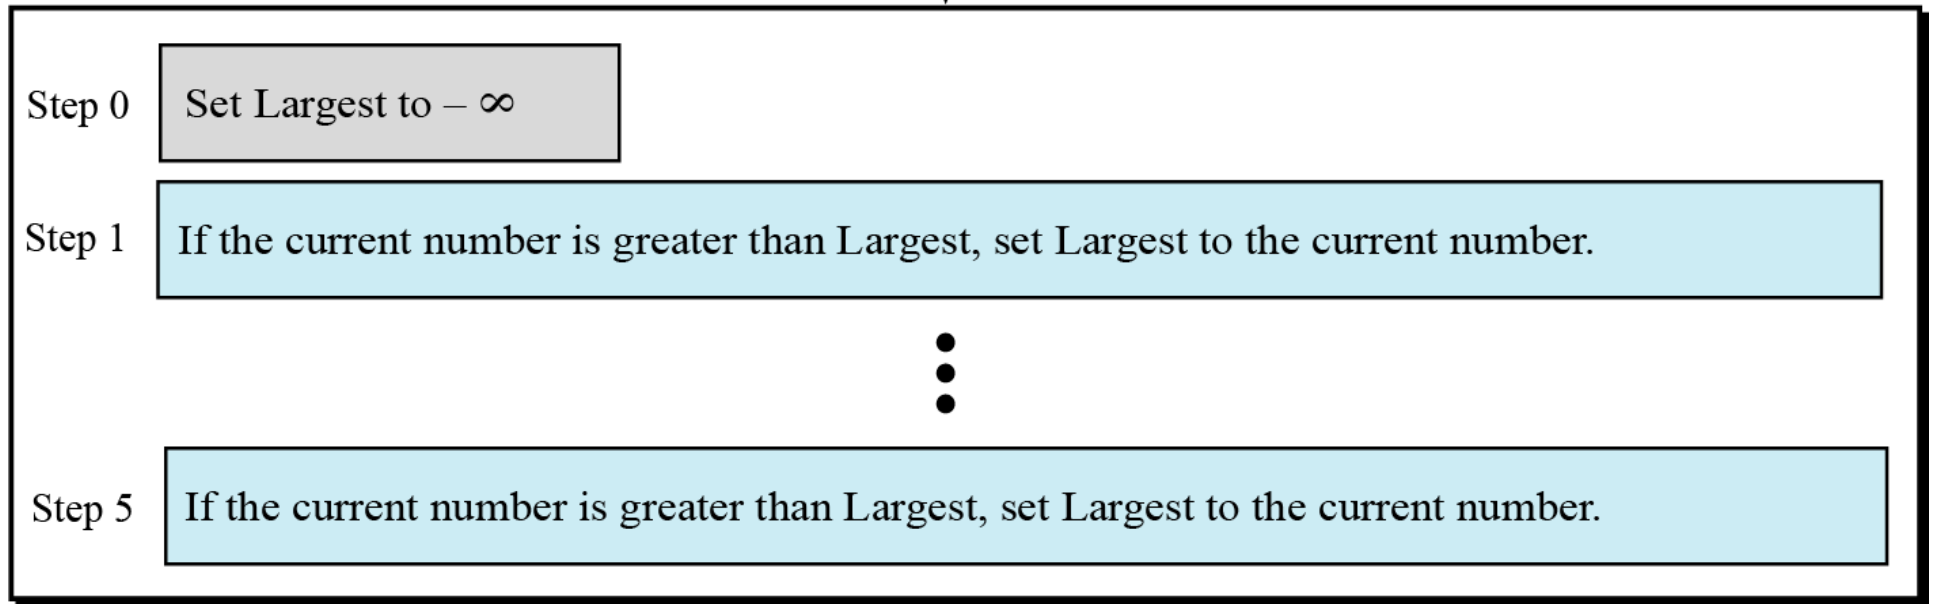 Step 0
Set Largest to – ∞
Step 1
If the current number is greater than Largest, set Largest to the current number.
Step 5
If the current number is greater than Largest, set Largest to the current number.